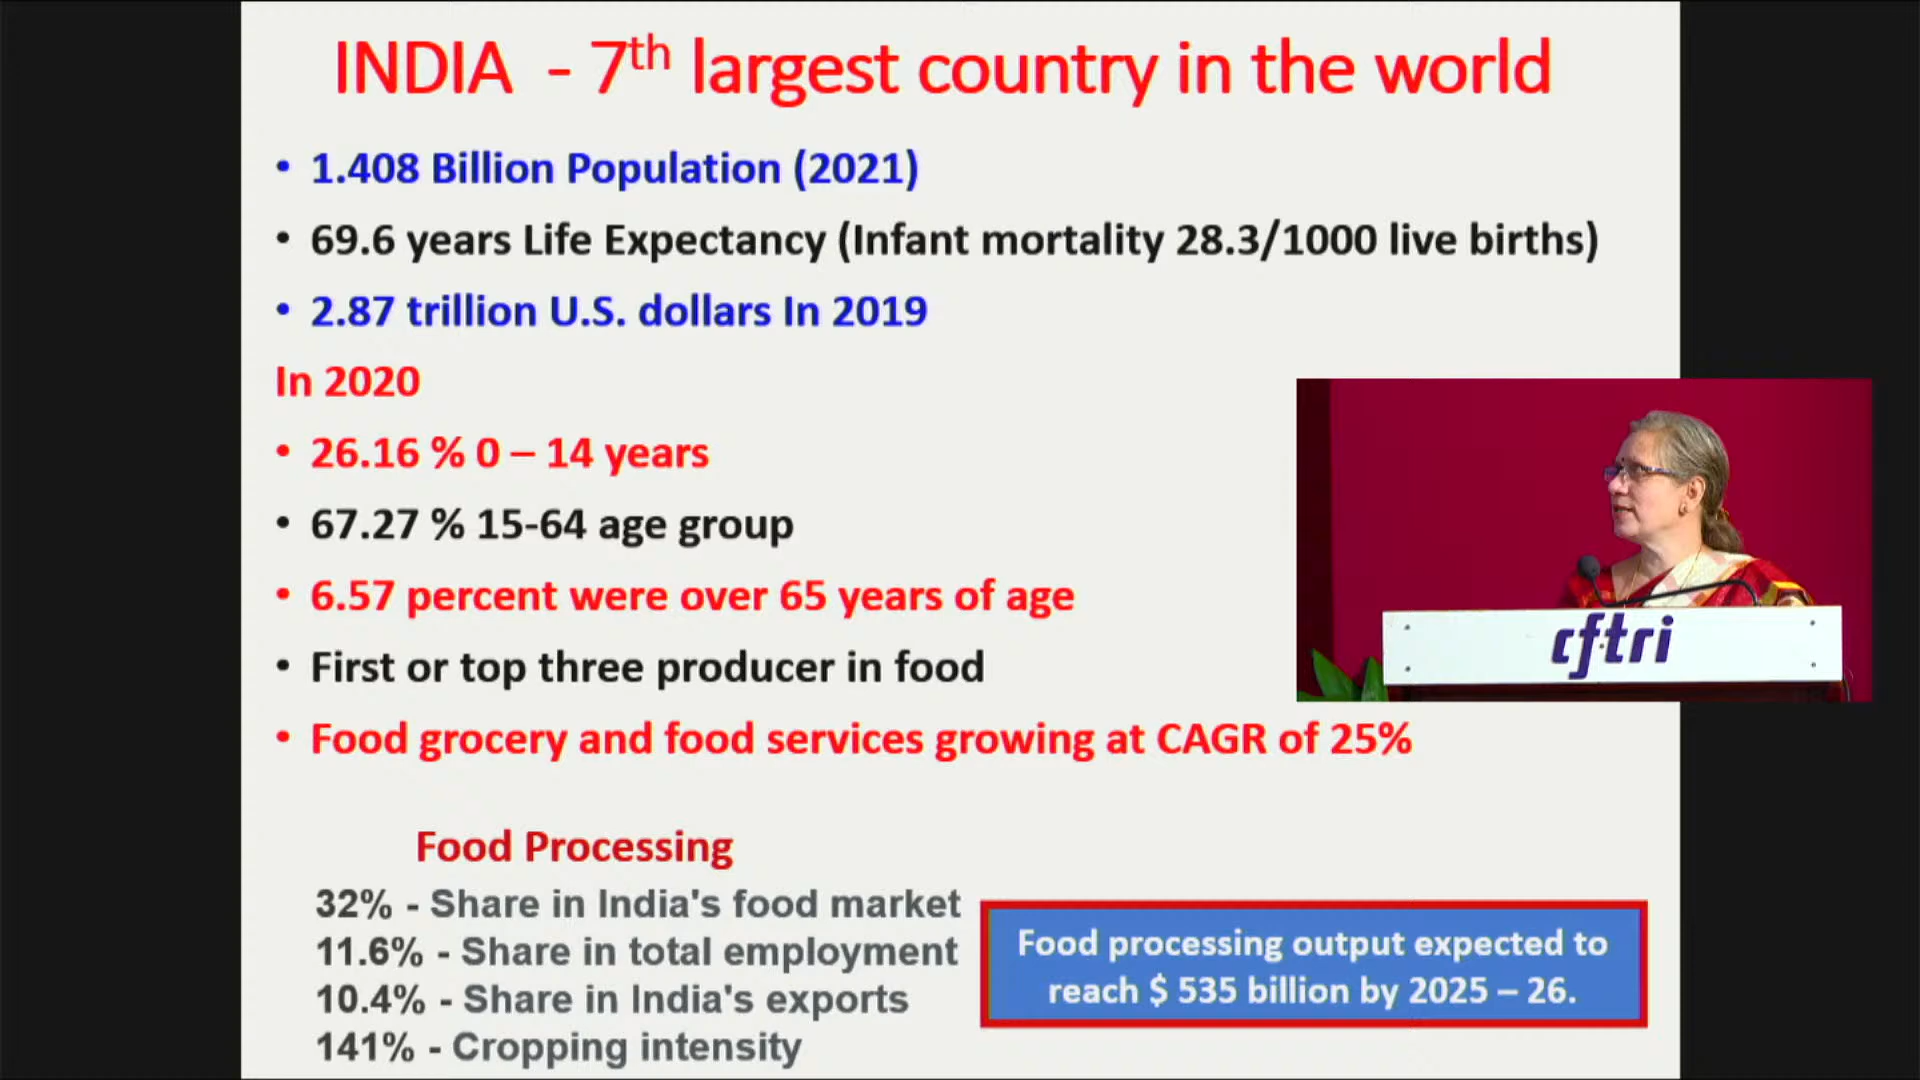 INDIA - 7th largest country in the world
• 1.408 Billion Population (2021)
• 69.6 years Life Expectancy (Infant mortality 28.3/1000 live births)
• 2.87 trillion U.S. dollars In 2019
In 2020
• 26.16 % 0 – 14 years
• 67.27 % 15-64 age group
• 6.57 percent were over 65 years of age
• First or top three producer in food
• Food grocery and food services growing at CAGR of 25%
cftri
Food Processing
32% - Share in India's food market
11.6% - Share in total employment
10.4% - Share in India's exports
141% - Cropping intensity
Food processing output expected to
reach $ 535 billion by 2025 – 26.